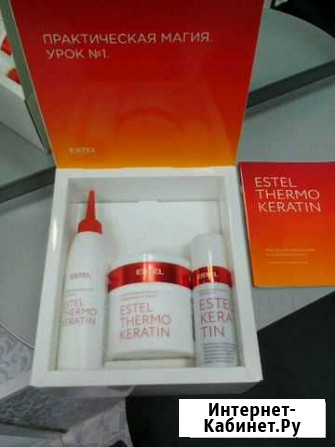 ПРАКТИЧЕСКАЯ МАГИЯ.
УРОК №1.
ESTEL
ESTEL
THERMO
KERATIN
ESTEL
ESTEL
THERMO
KERATIN
ESTEL
ESTEL
THERMO
KERATIN
ESTEL
ESTEL
KERA
TIN
Интернет-
Кабинет.Ру